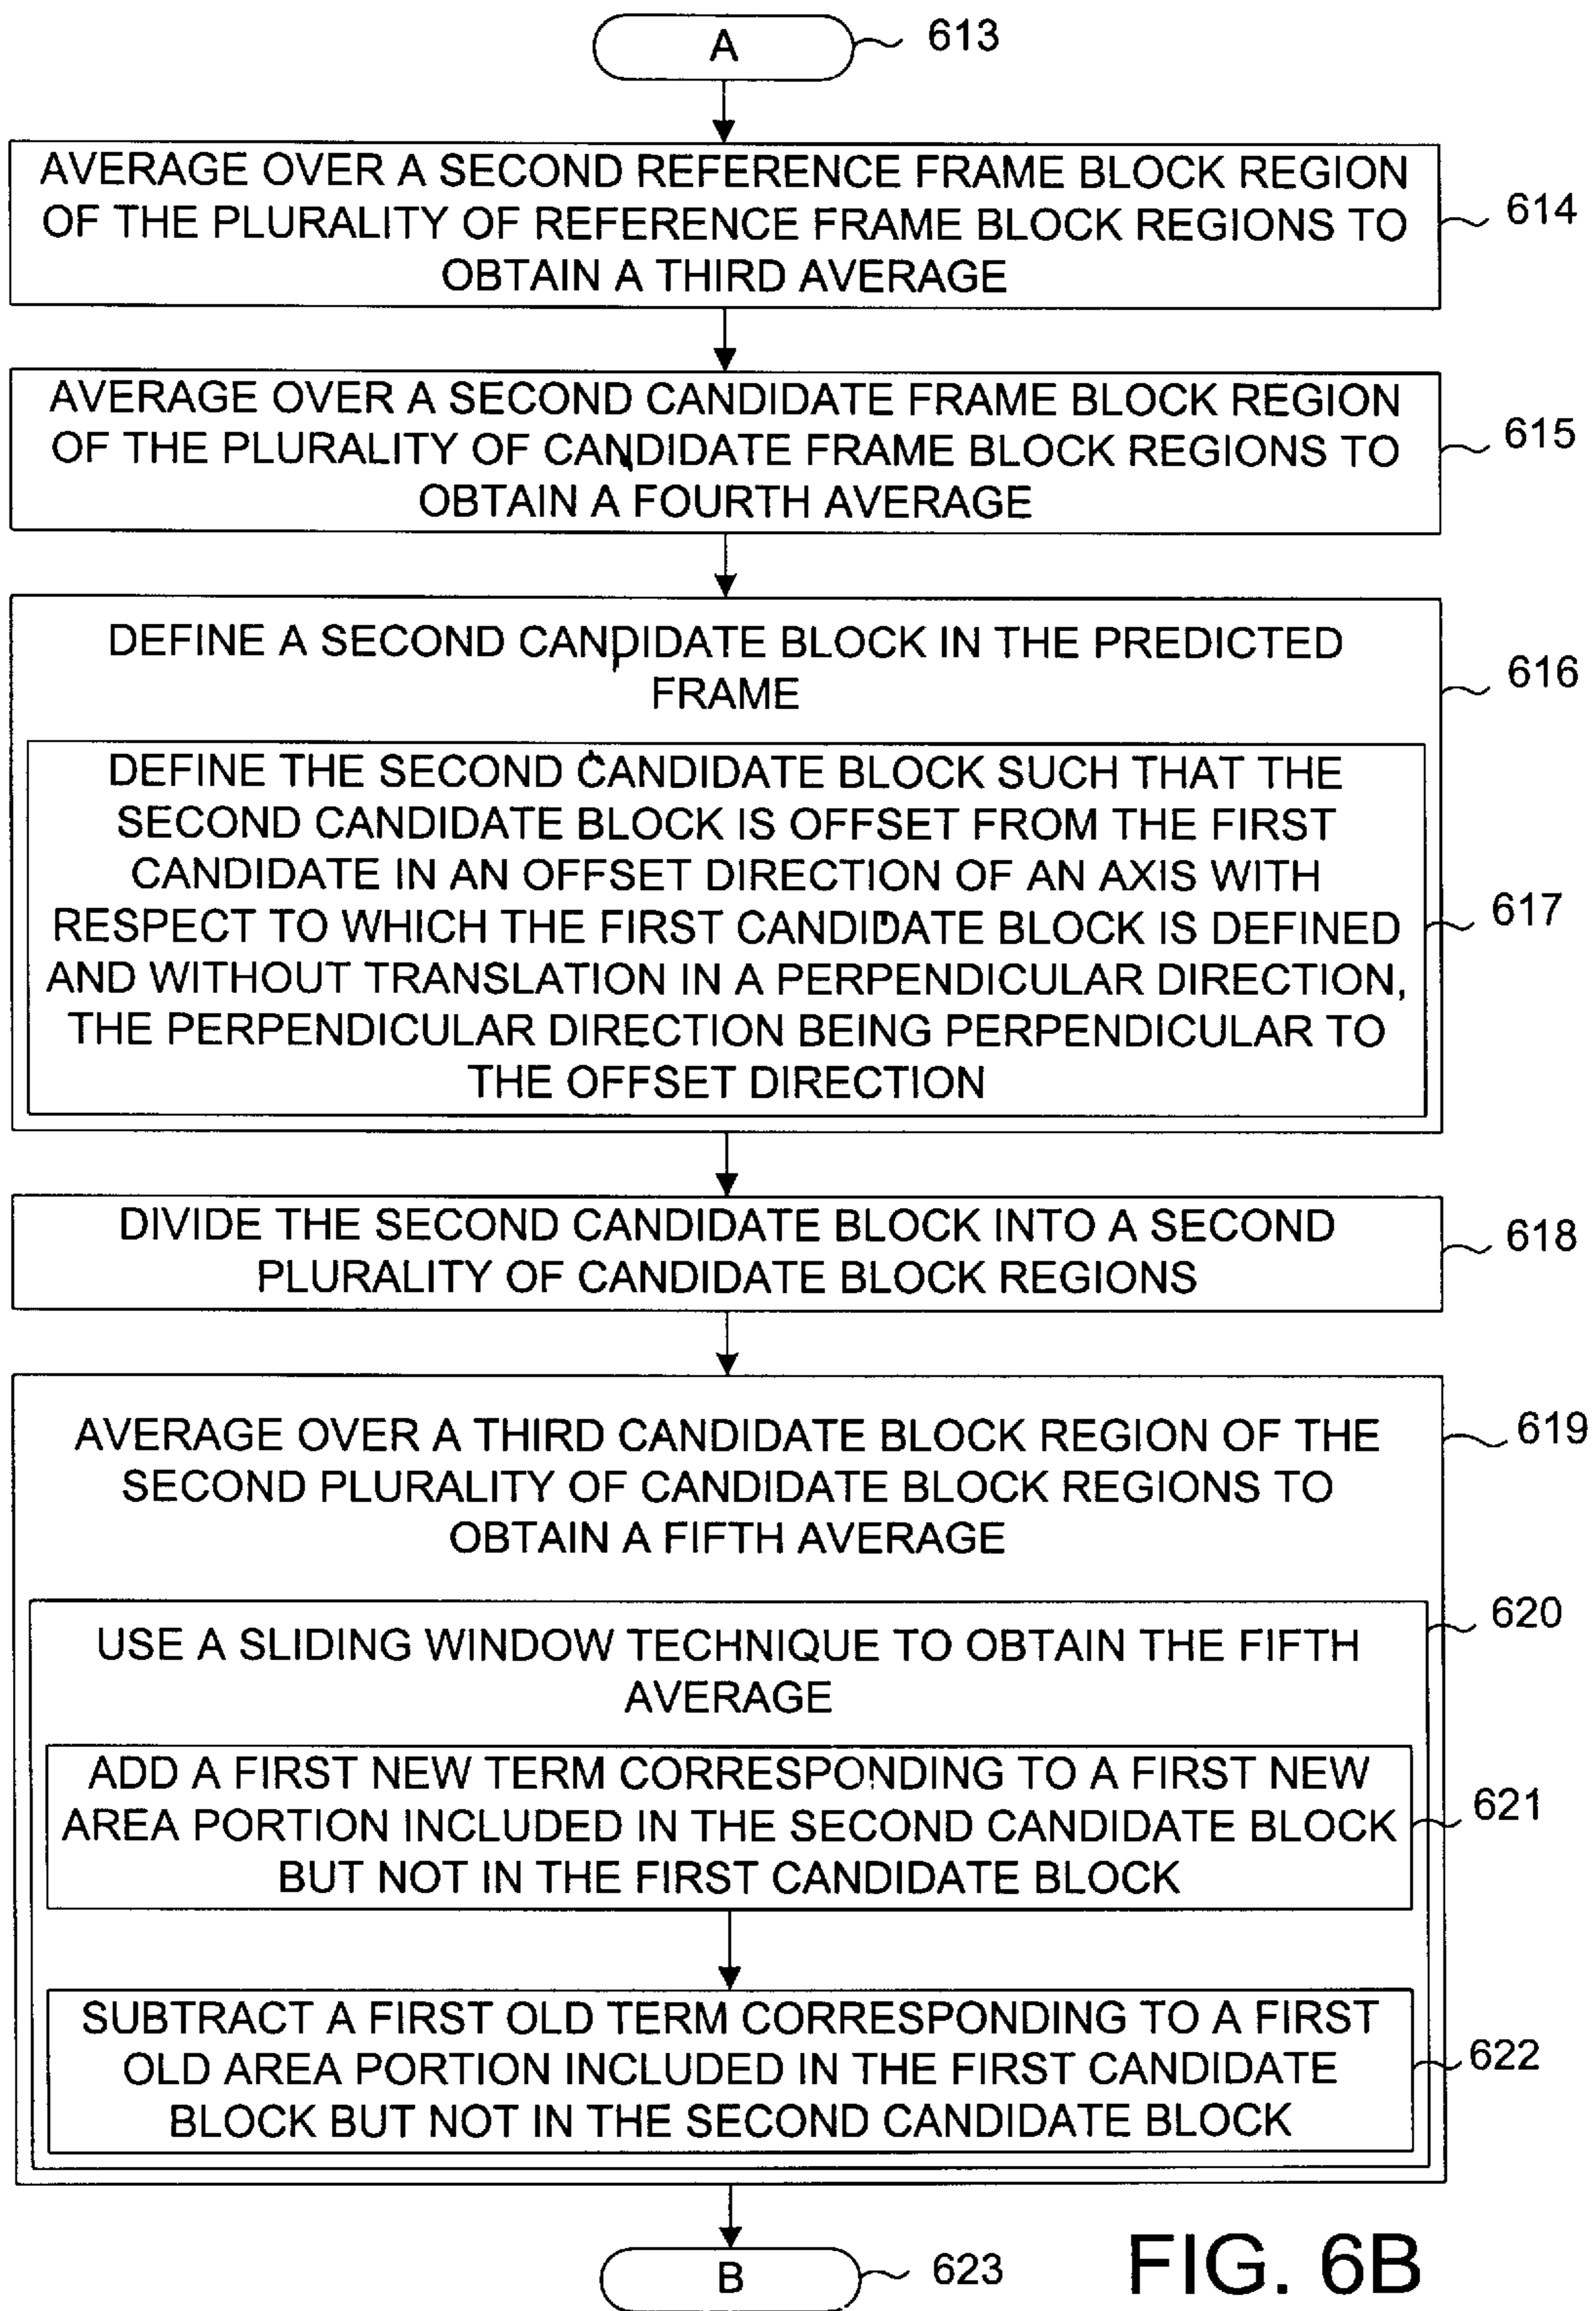 A
613
AVERAGE OVER A SECOND REFERENCE FRAME BLOCK REGION
OF THE PLURALITY OF REFERENCE FRAME BLOCK REGIONS TO
OBTAIN A THIRD AVERAGE
614
AVERAGE OVER A SECOND CANDIDATE FRAME BLOCK REGION
OF THE PLURALITY OF CANDIDATE FRAME BLOCK REGIONS TO
OBTAIN A FOURTH AVERAGE
615
DEFINE A SECOND CANDIDATE BLOCK IN THE PREDICTED
FRAME
616
DEFINE THE SECOND CANDIDATE BLOCK SUCH THAT THE
SECOND CANDIDATE BLOCK IS OFFSET FROM THE FIRST
CANDIDATE IN AN OFFSET DIRECTION OF AN AXIS WITH
RESPECT TO WHICH THE FIRST CANDIDATE BLOCK IS DEFINED
AND WITHOUT TRANSLATION IN A PERPENDICULAR DIRECTION,
THE PERPENDICULAR DIRECTION BEING PERPENDICULAR TO
THE OFFSET DIRECTION
617
DIVIDE THE SECOND CANDIDATE BLOCK INTO A SECOND
PLURALITY OF CANDIDATE BLOCK REGIONS
618
AVERAGE OVER A THIRD CANDIDATE BLOCK REGION OF THE
SECOND PLURALITY OF CANDIDATE BLOCK REGIONS TO
OBTAIN A FIFTH AVERAGE
619
USE A SLIDING WINDOW TECHNIQUE TO OBTAIN THE FIFTH
AVERAGE
620
ADD A FIRST NEW TERM CORRESPONDING TO A FIRST NEW
AREA PORTION INCLUDED IN THE SECOND CANDIDATE BLOCK
BUT NOT IN THE FIRST CANDIDATE BLOCK
621
SUBTRACT A FIRST OLD TERM CORRESPONDING TO A FIRST
OLD AREA PORTION INCLUDED IN THE FIRST CANDIDATE
BLOCK BUT NOT IN THE SECOND CANDIDATE BLOCK
622
B
623
FIG. 6B